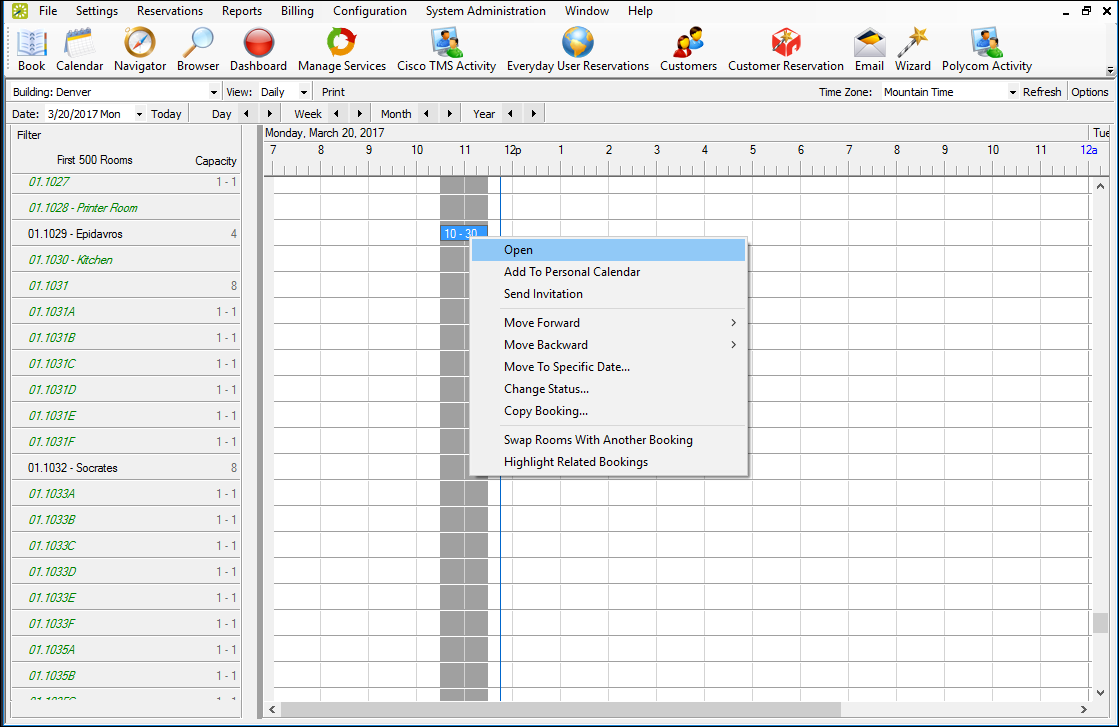 File Settings Reservations Reports Billing Configuration System Administration Window Help
Book Calendar Navigator Browser Dashboard Manage Services Cisco TMS Activity Everyday User Reservations Customers Customer Reservation Email Wizard Polycom Activity
Building: Denver View: Daily Print Time Zone: Mountain Time Refresh Options
Date: 3/20/2017 Mon Today Day Week Month Year
Filter
Monday, March 20, 2017 Tue
First 500 Rooms Capacity
7 8 9 10 11 12p 1 2 3 4 5 6 7 8 9 10 11 12a
01.1027 1 - 1
01.1028 - Printer Room
01.1029 - Epidavros 4
10 - 30
01.1030 - Kitchen
01.1031 8
01.1031A 1 - 1
01.1031B 1 - 1
01.1031C 1 - 1
01.1031D 1 - 1
01.1031E 1 - 1
01.1031F 1 - 1
01.1032 - Socrates 8
01.1033A 1 - 1
01.1033B 1 - 1
01.1033C 1 - 1
01.1033D 1 - 1
01.1033E 1 - 1
01.1033F 1 - 1
01.1035A 1 - 1
01.1035B 1 - 1
Open
Add To Personal Calendar
Send Invitation
Move Forward
Move Backward
Move To Specific Date...
Change Status...
Copy Booking...
Swap Rooms With Another Booking
Highlight Related Bookings